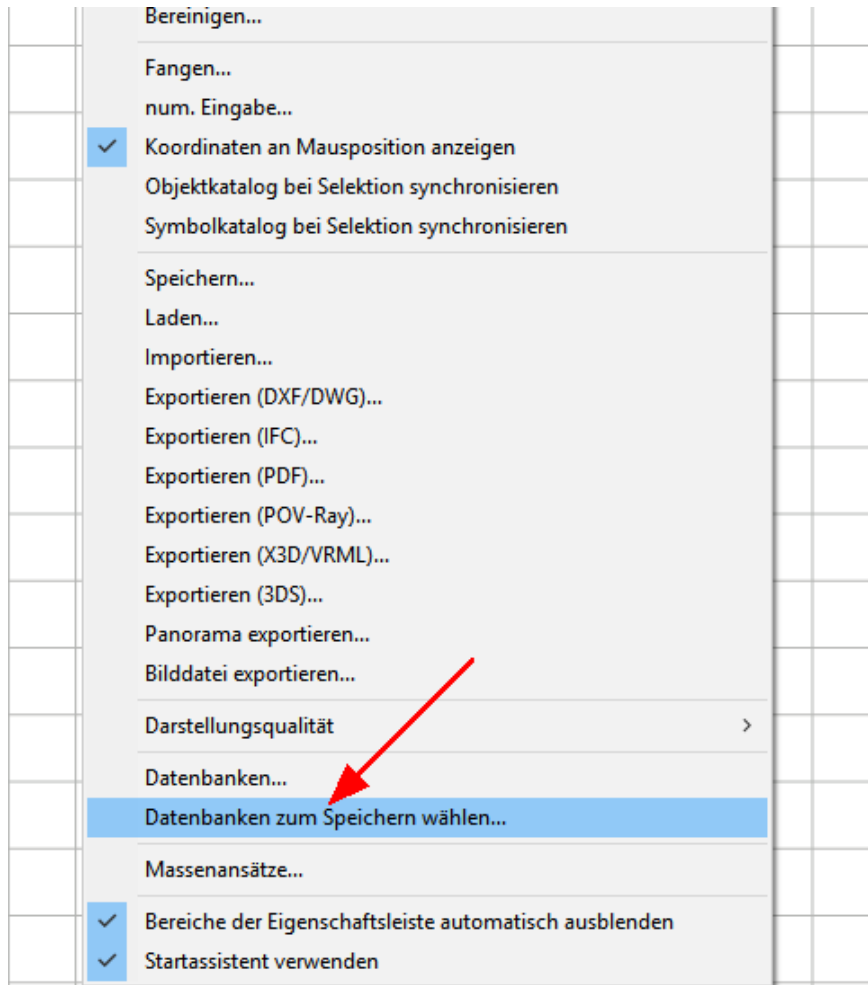 Bereinigen...
Fangen...
num. Eingabe...
Koordinaten an Mausposition anzeigen
Objektkatalog bei Selektion synchronisieren
Symbolkatalog bei Selektion synchronisieren
Speichern...
Laden...
Importieren...
Exportieren (DXF/DWG)...
Exportieren (IFC)...
Exportieren (PDF)...
Exportieren (POV-Ray)...
Exportieren (X3D/VRML)...
Exportieren (3DS)...
Panorama exportieren...
Bilddatei exportieren...
Darstellungsqualität
Datenbanken...
Datenbanken zum Speichern wählen...
Massenansätze...
Bereiche der Eigenschaftsleiste automatisch ausblenden
Startassistent verwenden